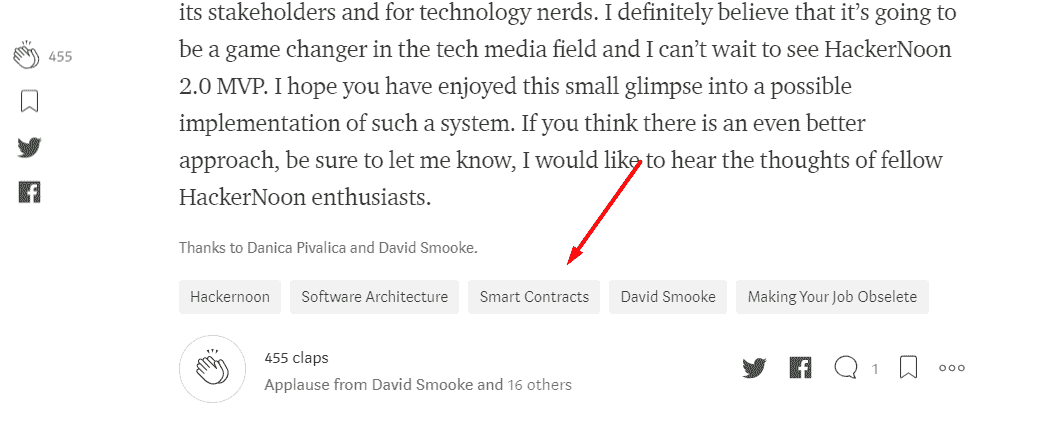 its stakeholders and for technology nerds. I definitely believe that it’s going to
455
be a game changer in the tech media field and I can’t wait to see HackerNoon
2.0 MVP. I hope you have enjoyed this small glimpse into a possible
implementation of such a system. If you think there is an even better
approach, be sure to let me know, I would like to hear the thoughts of fellow
HackerNoon enthusiasts.
Thanks to Danica Pivalica and David Smooke.
Hackernoon Software Architecture Smart Contracts David Smooke Making Your Job Obselete
455 claps
Applause from David Smooke and 16 others
1